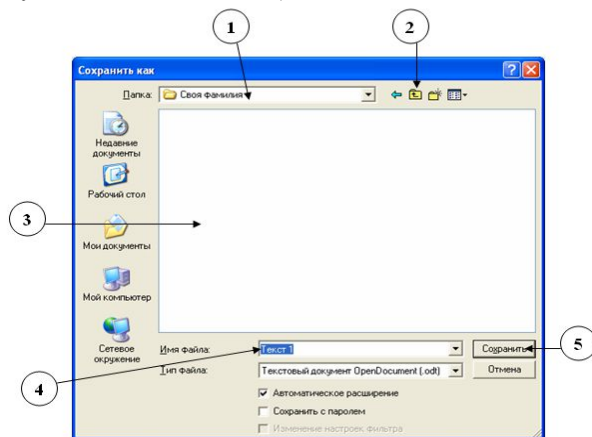 1
2
Сохранить как
Папка:
Своя Фамилия
3
Недавние
документы
Рабочий стол
Мои документы
Мой компьютер
Сетевое
окружение
Имя файла:
Текст 1
Сохранить
5
4
Тип файла:
Текстовый документ OpenDocument (.odt)
Отмена
Автоматическое расширение
Сохранить с паролем
Изменение настроек фильтра